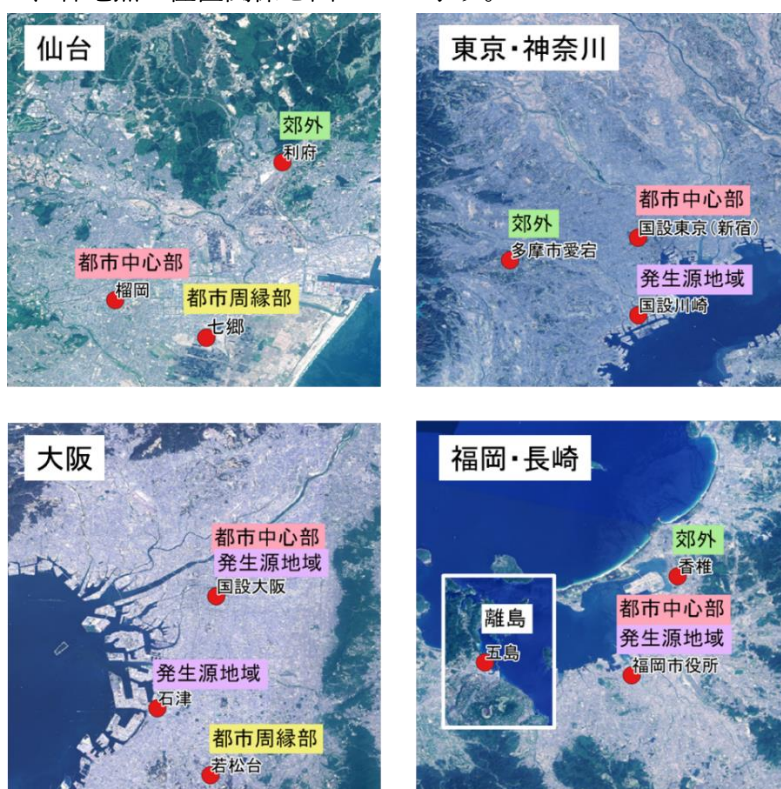 仙台
郊外
利府
都市中心部
榴岡
都市周縁部
七郷
東京・神奈川
都市中心部
国設東京(新宿)
郊外
多摩市愛宕
発生源地域
国設川崎
大阪
都市中心部
発生源地域
国設大阪
発生源地域
石津
都市周縁部
若松台
福岡・長崎
郊外
香椎
離島
五島
都市中心部
発生源地域
福岡市役所